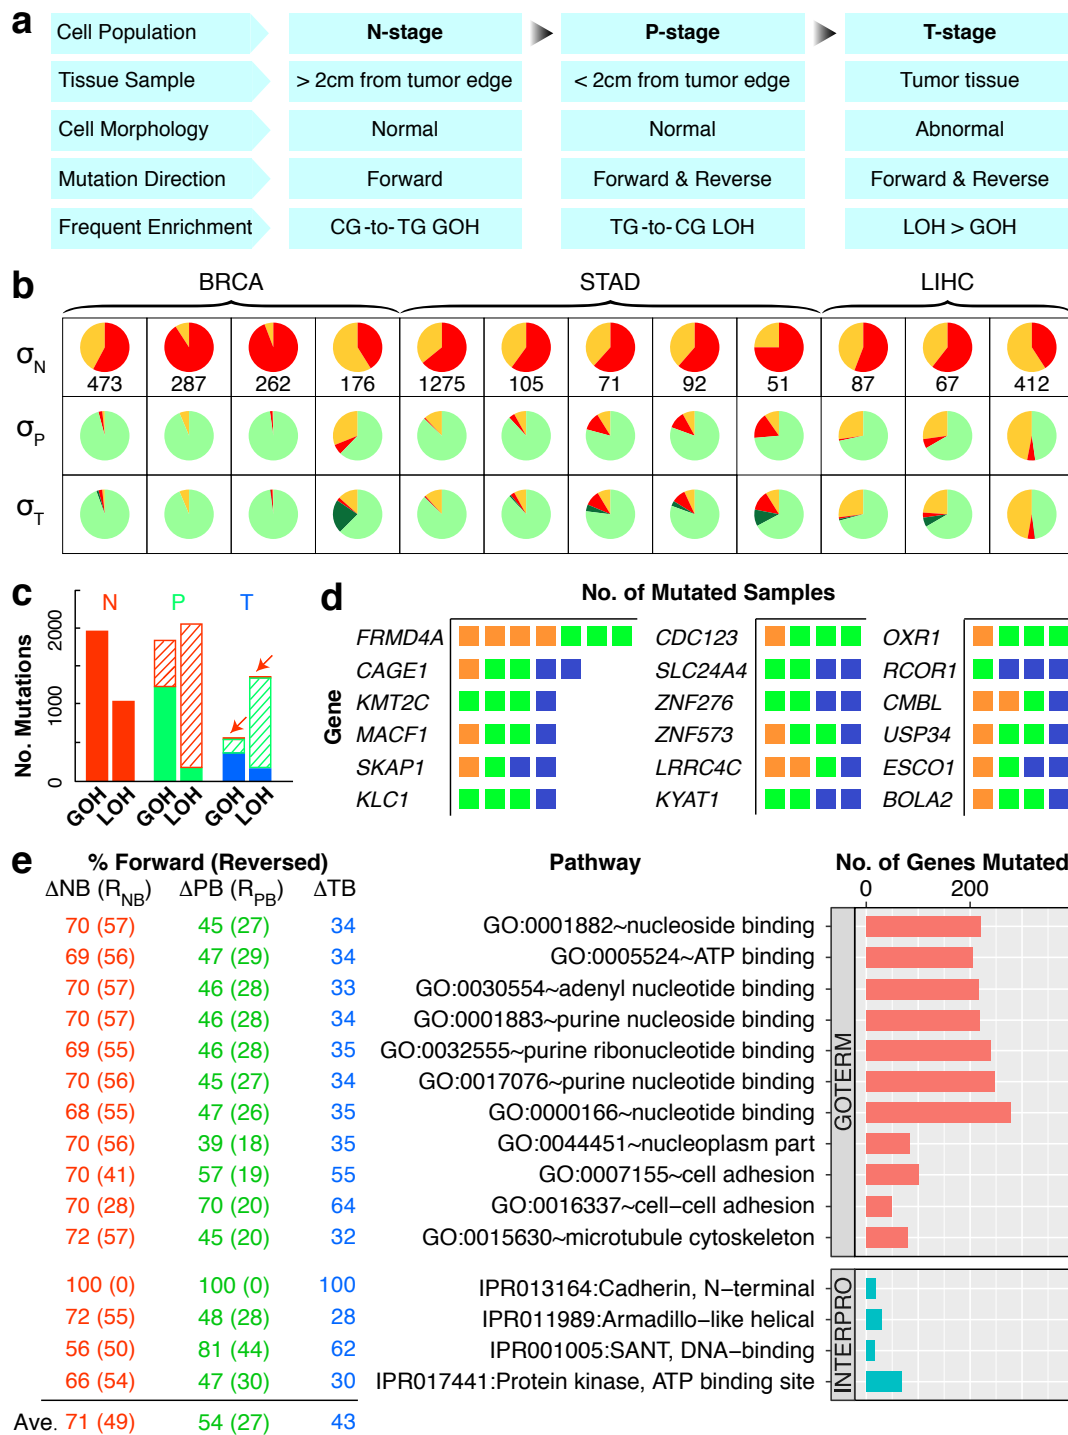 a
Cell Population N-stage P-stage T-stage
Tissue Sample > 2cm from tumor edge < 2cm from tumor edge Tumor tissue
Cell Morphology Normal Normal Abnormal
Mutation Direction Forward Forward & Reverse Forward & Reverse
Frequent Enrichment CG-to-TG GOH TG-to-CG LOH LOH > GOH
b
BRCA STAD LIHC
σN
473 287 262 176 1275 105 71 92 51 87 67 412
σP
σT
c
No. Mutations
0 1000 2000
N P T
GOH LOH GOH LOH GOH LOH
d
No. of Mutated Samples
Gene
FRMD4A CDC123 OXR1
CAGE1 SLC24A4 RCOR1
KMT2C ZNF276 CMBL
MACF1 ZNF573 USP34
SKAP1 LRRC4C ESCO1
KLC1 KYAT1 BOLA2
e
% Forward (Reversed) Pathway No. of Genes Mutated
ΔNB (RNB) ΔPB (RPB) ΔTB 0 200
70 (57) 45 (27) 34 GO:0001882~nucleoside binding
69 (56) 47 (29) 34 GO:0005524~ATP binding
70 (57) 46 (28) 33 GO:0030554~adenyl nucleotide binding
70 (57) 46 (28) 34 GO:0001883~purine nucleoside binding
69 (55) 46 (28) 35 GO:0032555~purine ribonucleotide binding
70 (56) 45 (27) 34 GO:0017076~purine nucleotide binding
68 (55) 47 (26) 35 GO:0000166~nucleotide binding
70 (56) 39 (18) 35 GO:0044451~nucleoplasm part
70 (41) 57 (19) 55 GO:0007155~cell adhesion
70 (28) 70 (20) 64 GO:0016337~cell−cell adhesion
72 (57) 45 (20) 32 GO:0015630~microtubule cytoskeleton
GOTERM
100 (0) 100 (0) 100 IPR013164:Cadherin, N−terminal
72 (55) 48 (28) 28 IPR011989:Armadillo−like helical
56 (50) 81 (44) 62 IPR001005:SANT, DNA−binding
66 (54) 47 (30) 30 IPR017441:Protein kinase, ATP binding site
INTERPRO
Ave. 71 (49) 54 (27) 43